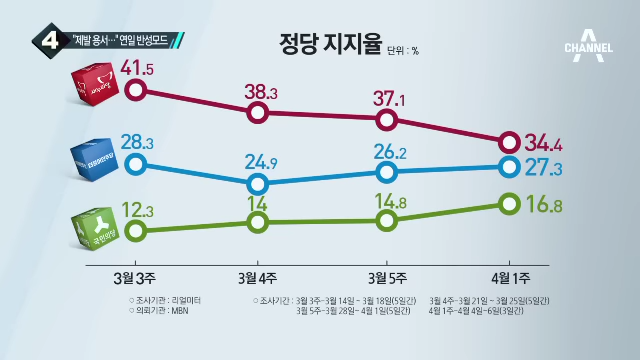 4 "제발 용서…" 연일 반성모드
CHANNEL A
정당 지지율 단위 : %
41.5 38.3 37.1 34.4
28.3 24.9 26.2 27.3
12.3 14 14.8 16.8
국민의당
3월 3주 3월 4주 3월 5주 4월 1주
○ 조사기관 : 리얼미터
○ 의뢰기관 : MBN
○ 조사기간 : 3월 3주-3월 14일 ~ 3월 18일(5일간) 3월 4주-3월 21일 ~ 3월 25일(5일간)
3월 5주-3월 28일~ 4월 1일(5일간) 4월 1주-4월 4일~6일(3일간)